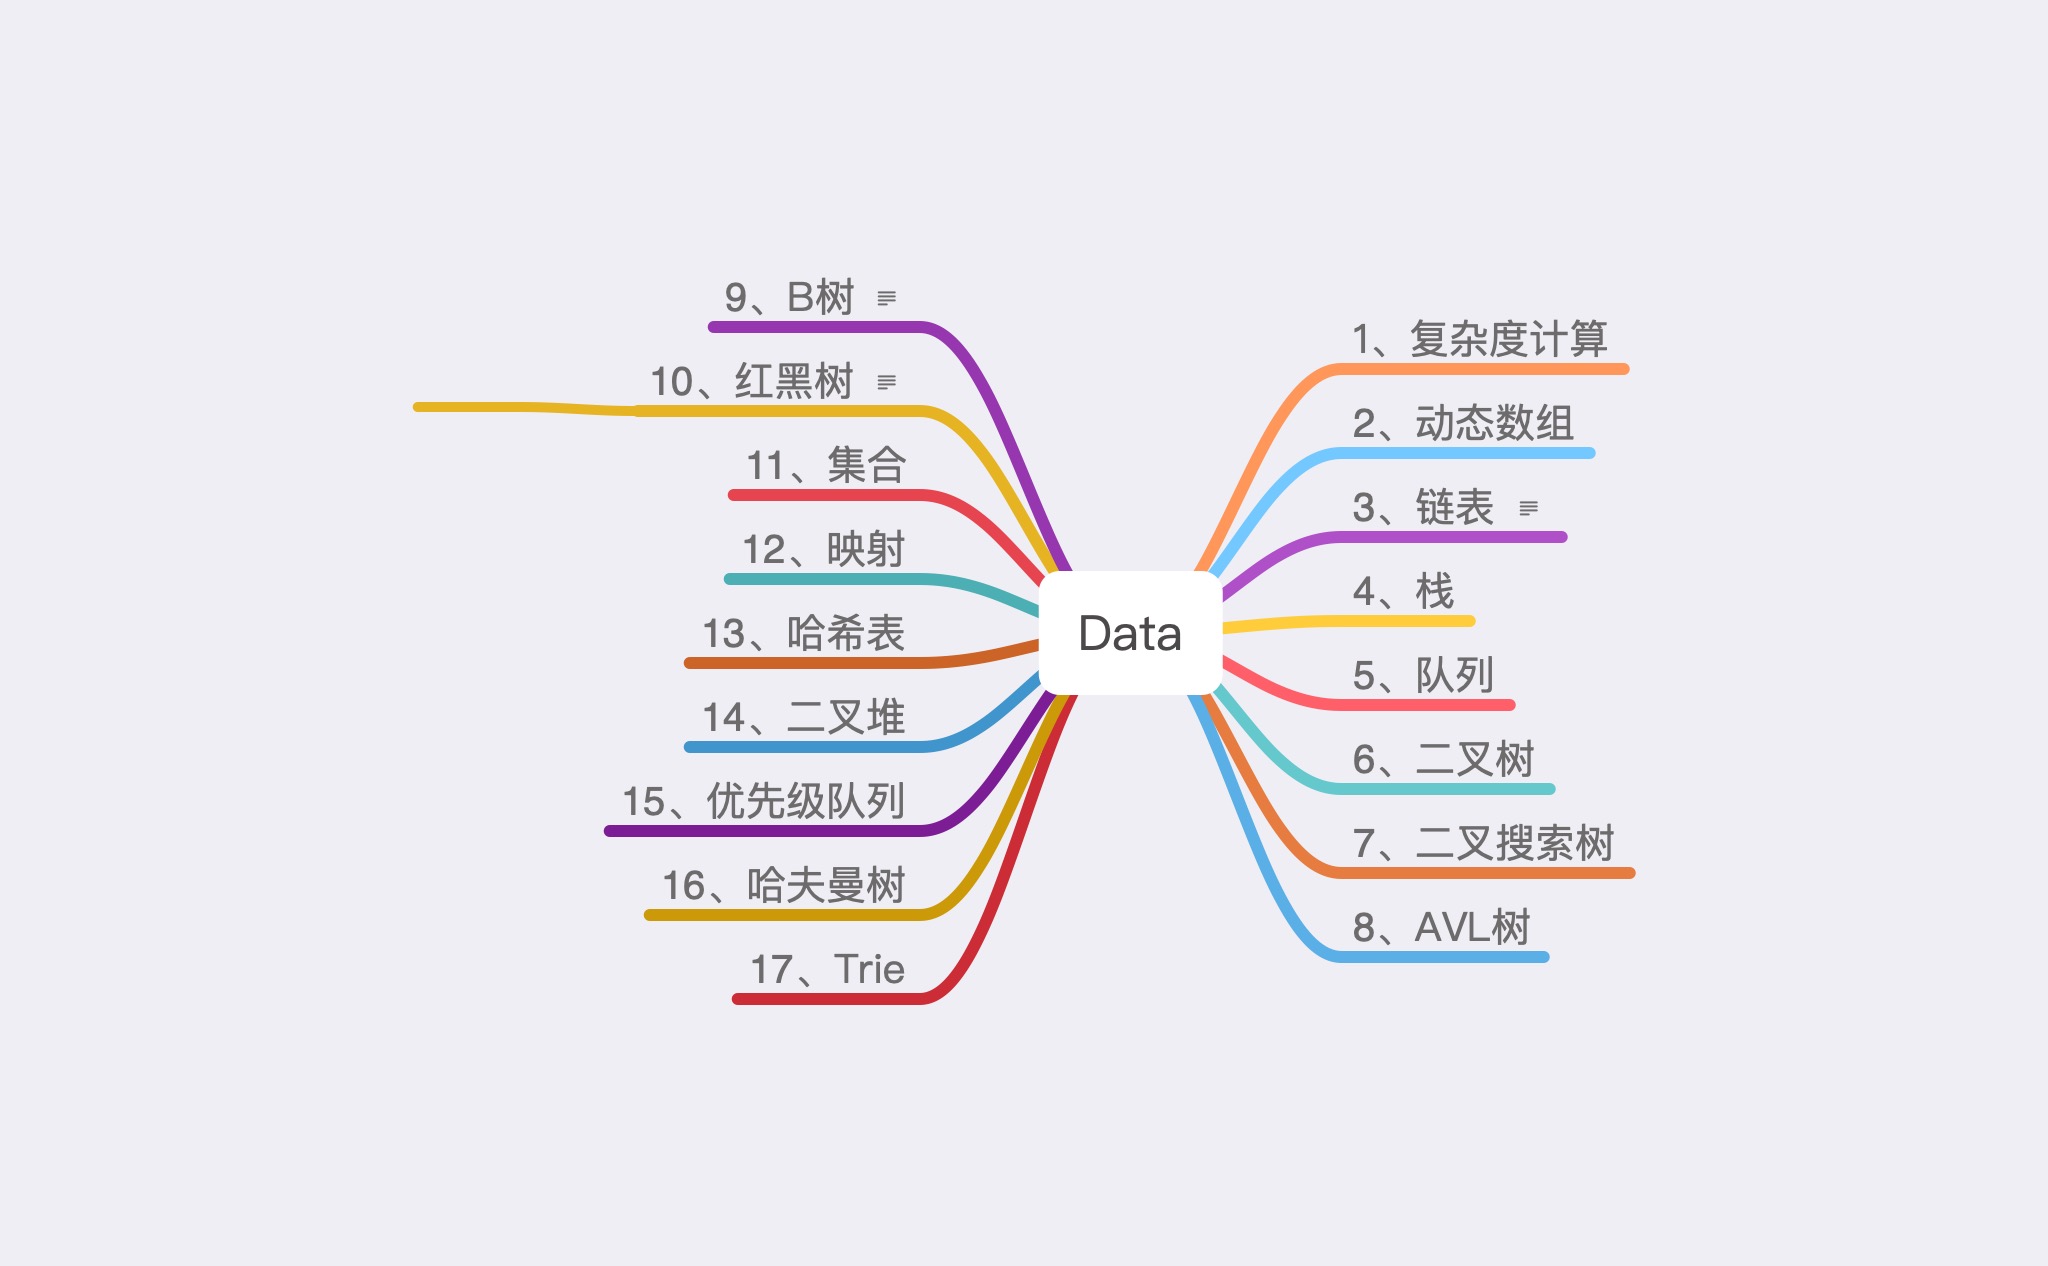 Data
1、复杂度计算
2、动态数组
3、链表
4、栈
5、队列
6、二叉树
7、二叉搜索树
8、AVL树
9、B树
10、红黑树
11、集合
12、映射
13、哈希表
14、二叉堆
15、优先级队列
16、哈夫曼树
17、Trie